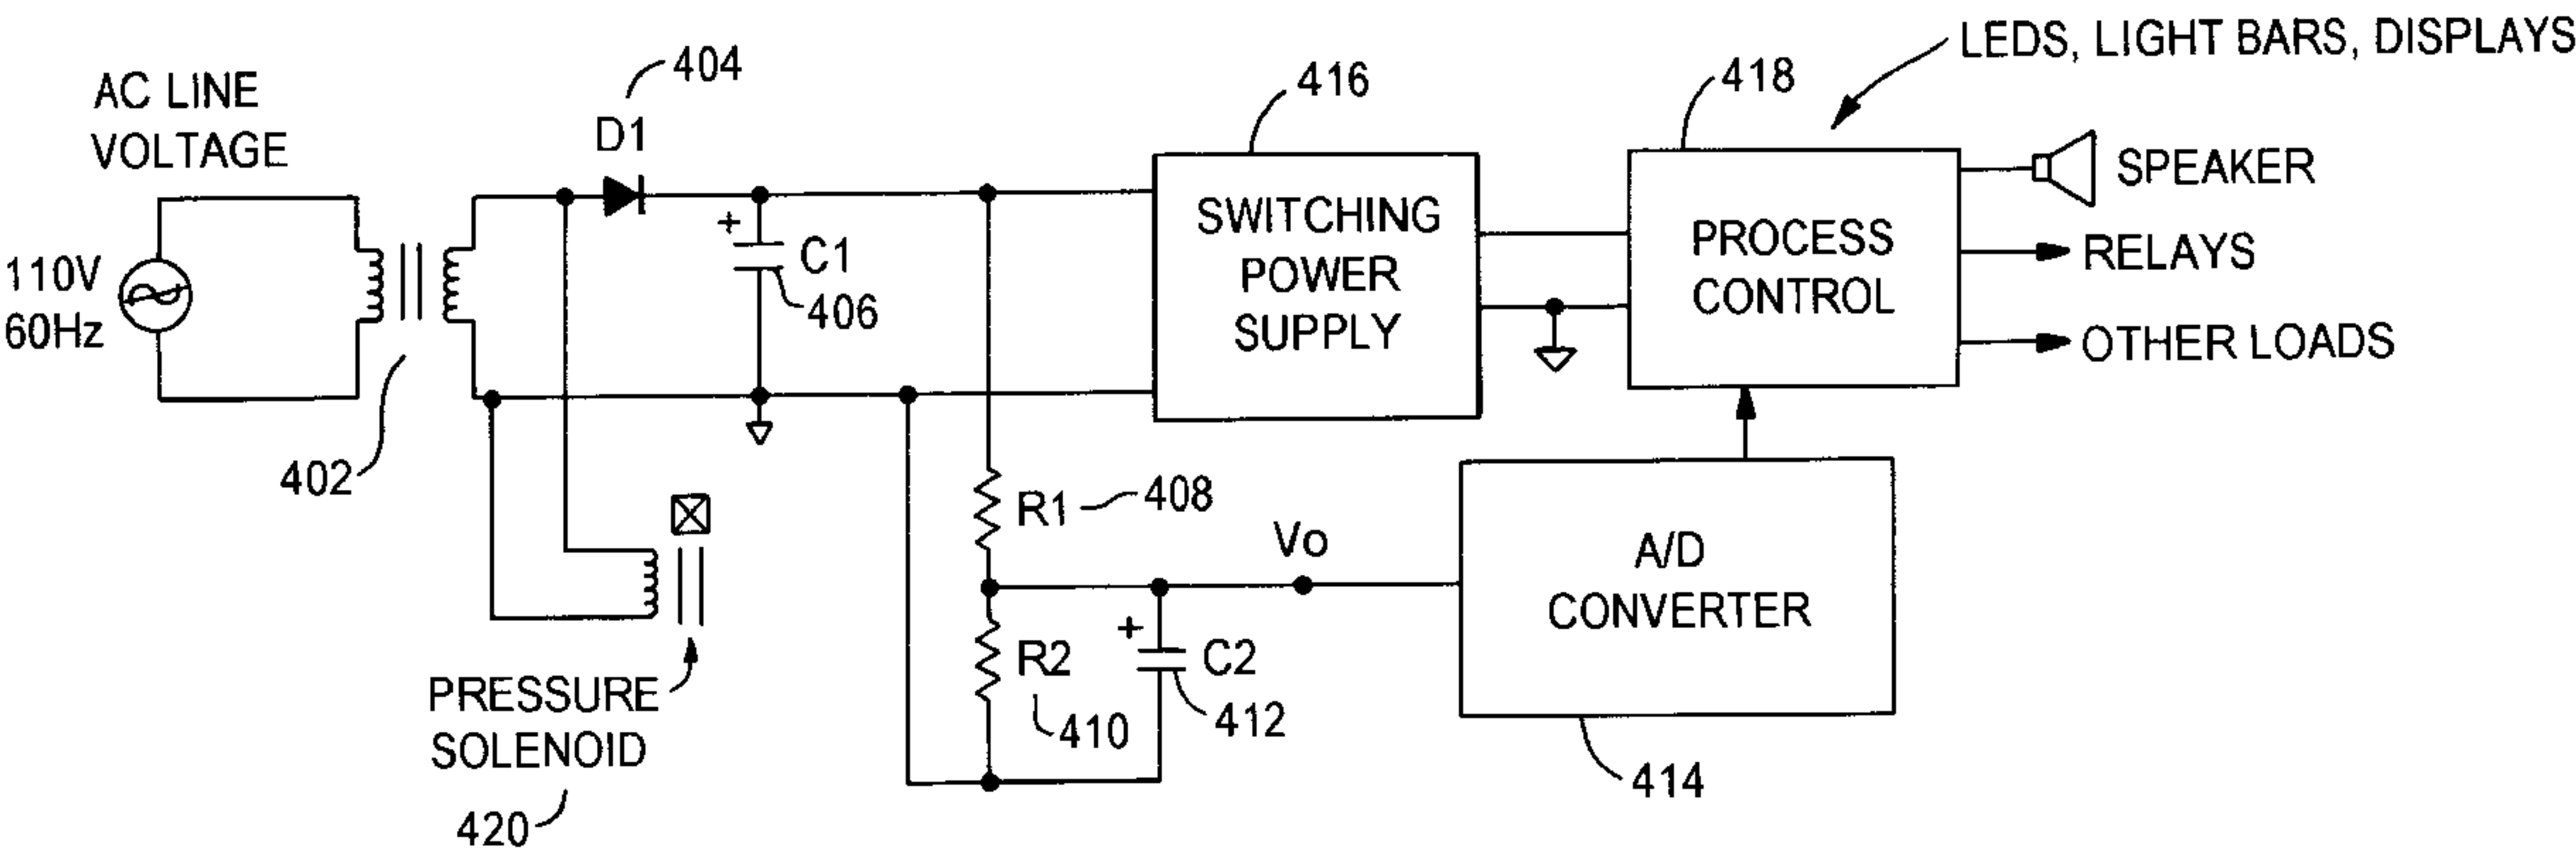 AC LINE
VOLTAGE
110V
60Hz
402
404
D1
+
C1
406
PRESSURE
SOLENOID
420
416
SWITCHING
POWER
SUPPLY
R1
408
R2
410
+
C2
412
Vo
A/D
CONVERTER
414
418
PROCESS
CONTROL
LEDS, LIGHT BARS, DISPLAYS
SPEAKER
RELAYS
OTHER LOADS